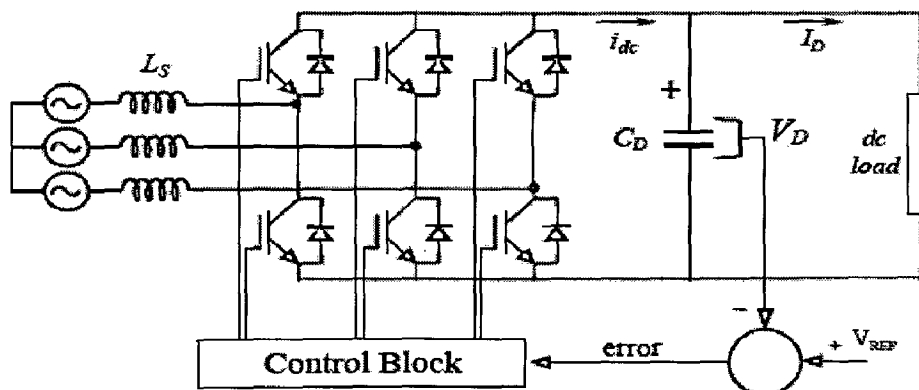 L_S
i_dc
I_D
+
C_D
V_D
dc
load
−
+ V_REF
error
Control Block